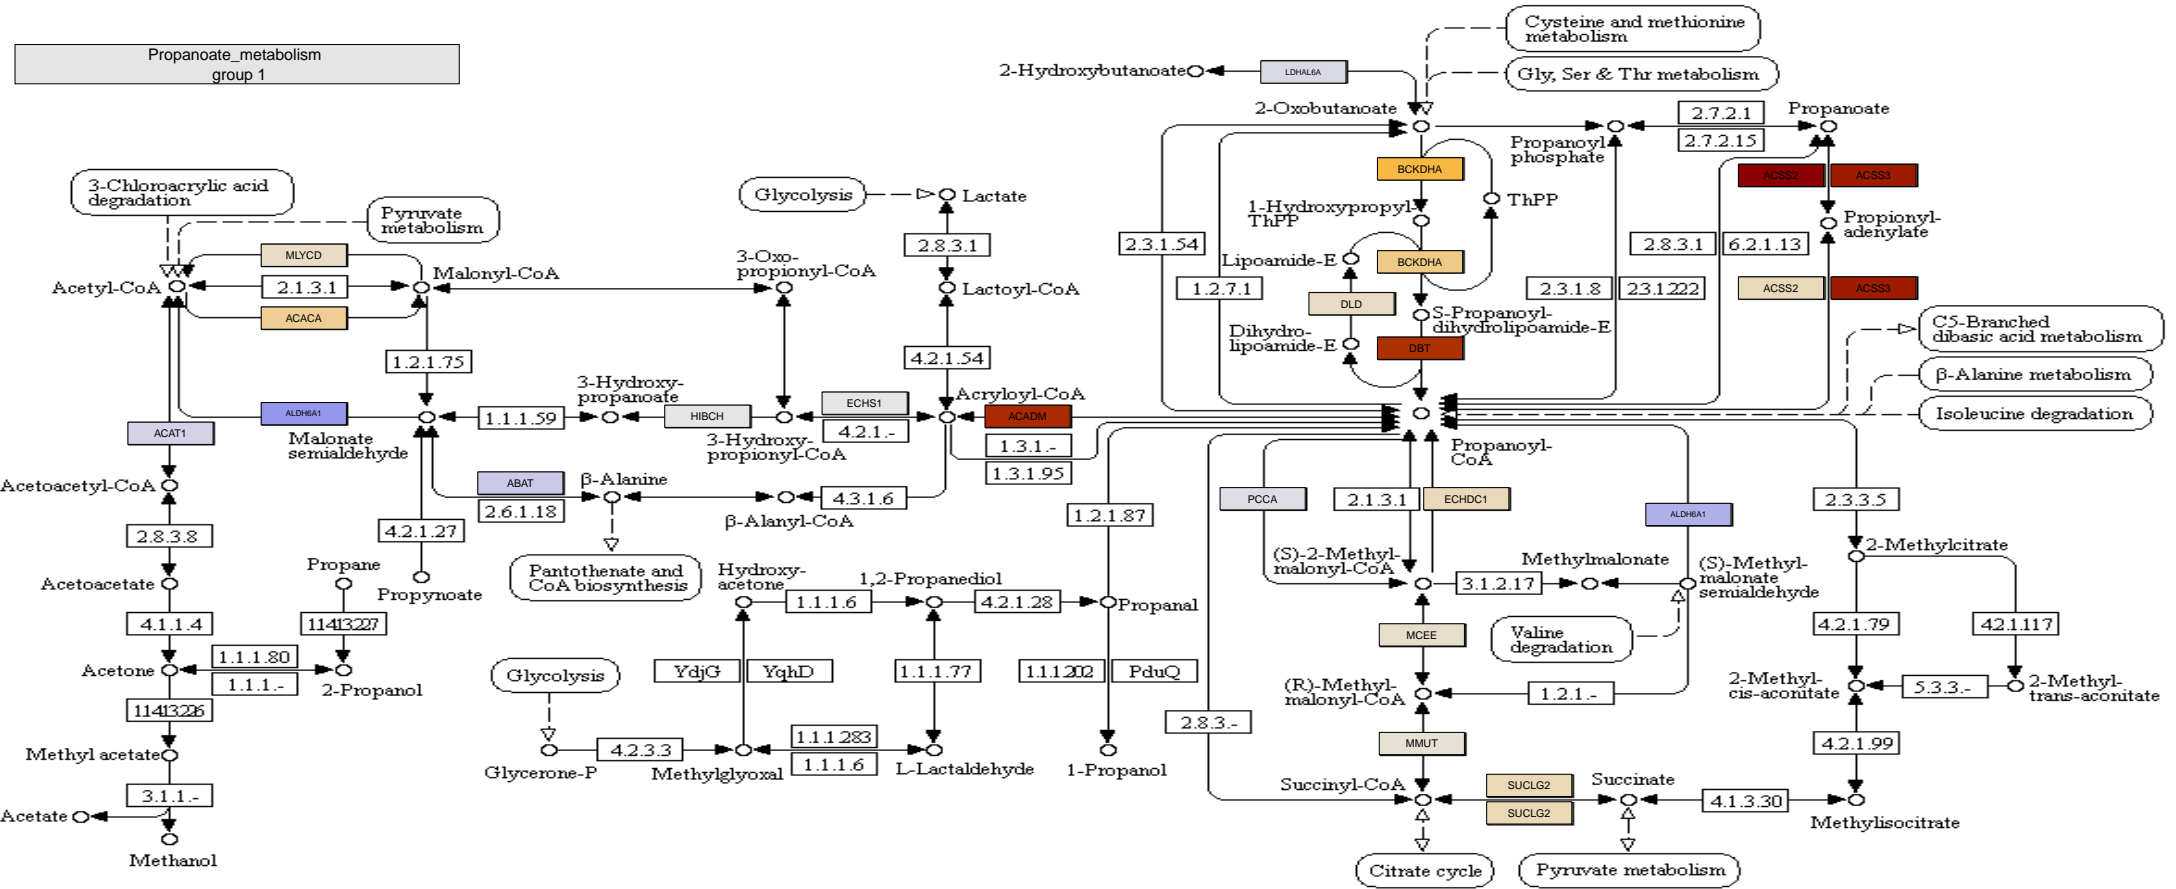 Propanoate_metabolism
group 1
Cysteine and methionine
metabolism
Gly, Ser & Thr metabolism
2-Hydroxybutanoate
LDHAL6A
2-Oxobutanoate
Propanoyl
phosphate
2.7.2.1
2.7.2.15
Propanoate
3-Chloroacrylic acid
degradation
Pyruvate
metabolism
Glycolysis
Lactate
BCKDHA
ThPP
1-Hydroxypropyl-
ThPP
ACSS2
ACSS3
Propionyl-
adenylate
MLYCD
Malonyl-CoA
Acetyl-CoA
2.1.3.1
ACACA
3-Oxo-
propionyl-CoA
2.8.3.1
Lactoyl-CoA
2.3.1.54
1.2.7.1
Lipoamide-E
BCKDHA
DLD
S-Propanoyl-
dihydrolipoamide-E
Dihydro-
lipoamide-E
DBT
2.8.3.1
6.2.1.13
2.3.1.8
2.3.1.222
ACSS2
ACSS3
C5-Branched
dibasic acid metabolism
β-Alanine metabolism
Isoleucine degradation
1.2.1.75
4.2.1.54
ACAT1
ALDH6A1
Malonate
semialdehyde
1.1.1.59
3-Hydroxy-
propanoate
HIBCH
ECHS1
4.2.1.-
3-Hydroxy-
propionyl-CoA
Acryloyl-CoA
ACADM
1.3.1.-
1.3.1.95
Propanoyl-
CoA
Acetoacetyl-CoA
ABAT
2.6.1.18
β-Alanine
β-Alanyl-CoA
4.3.1.6
1.2.1.87
PCCA
2.1.3.1
ECHDC1
ALDH6A1
2.3.3.5
2.8.3.8
4.2.1.27
Pantothenate and
CoA biosynthesis
(S)-2-Methyl-
malonyl-CoA
Methylmalonate
3.1.2.17
(S)-Methyl-
malonate
semialdehyde
2-Methylcitrate
Acetoacetate
Propane
Propynoate
Hydroxy-
acetone
1.1.1.6
1,2-Propanediol
4.2.1.28
Propanal
4.1.1.4
1.14.13.227
MCEE
Valine
degradation
4.2.1.79
4.2.1.117
Acetone
1.1.1.80
1.1.1.-
2-Propanol
Glycolysis
YdjG
YqhD
1.1.1.77
1.1.1.202
PduQ
(R)-Methyl-
malonyl-CoA
1.2.1.-
2-Methyl-
cis-aconitate
5.3.3.-
2-Methyl-
trans-aconitate
1.14.13.226
2.8.3.-
MMUT
4.2.1.99
Methyl acetate
Glycerone-P
4.2.3.3
Methylglyoxal
1.1.1.283
1.1.1.6
L-Lactaldehyde
1-Propanol
Succinyl-CoA
SUCLG2
SUCLG2
Succinate
4.1.3.30
Methylisocitrate
3.1.1.-
Acetate
Methanol
Citrate cycle
Pyruvate metabolism